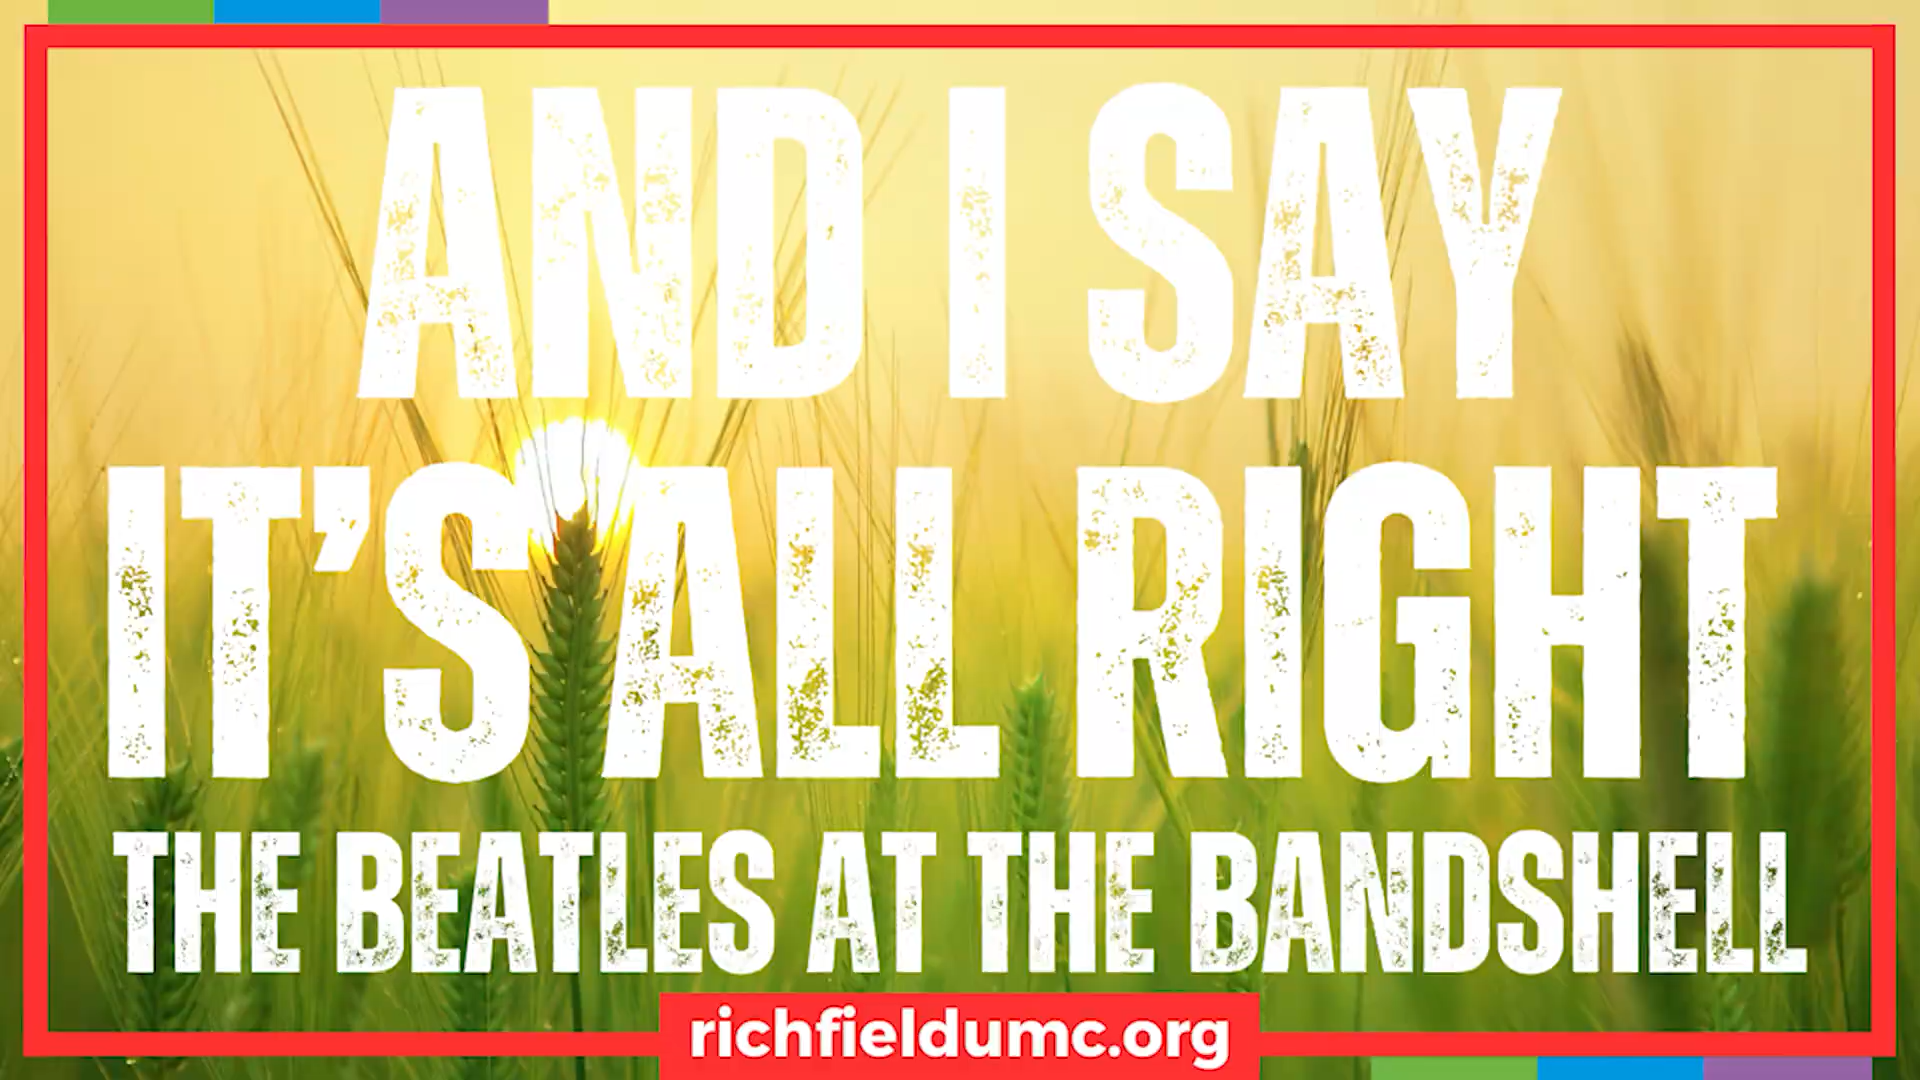 AND I SAY
IT'S ALL RIGHT
THE BEATLES AT THE BANDSHELL
richfieldumc.org